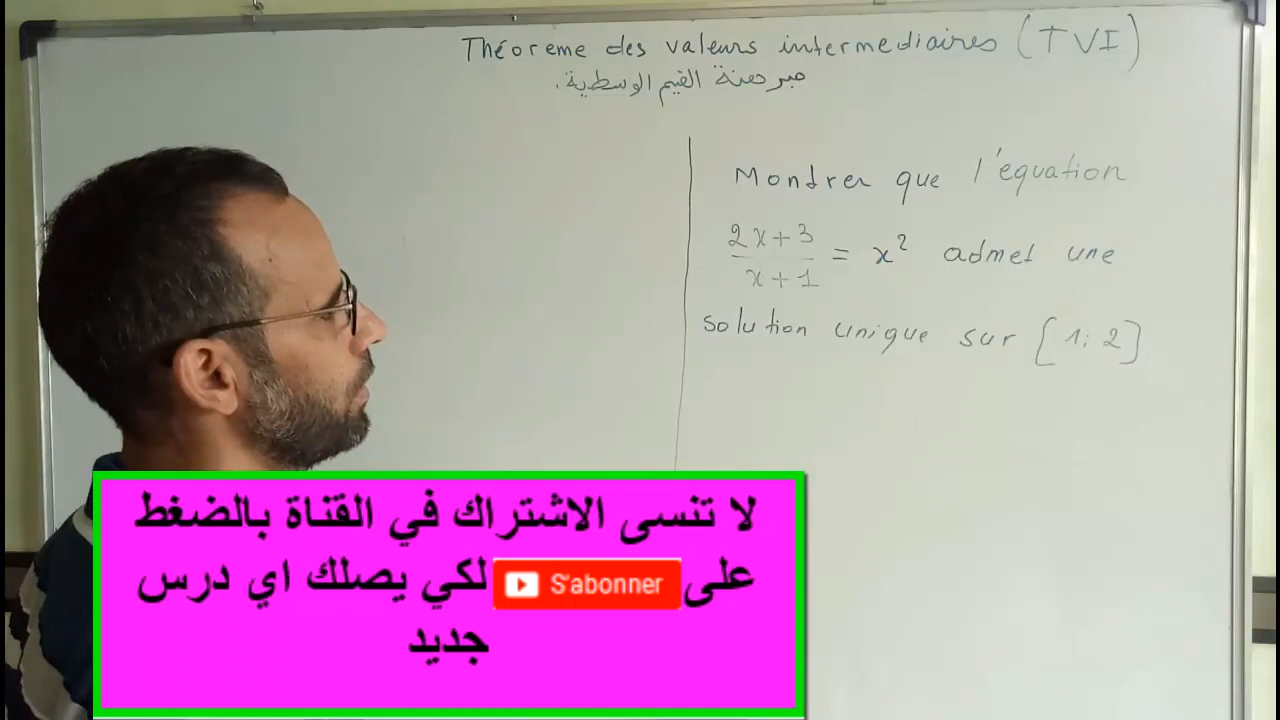 Théoreme des valeurs intermediaires (TVI)
مبرهنة القيم الوسطية.
Montrer que l'equation
2x+3
x+1
= x² admet une
solution unique sur [1; 2]
لا تنسى الاشتراك في القناة بالضغط
على S'abonner لكي يصلك اي درس
جديد